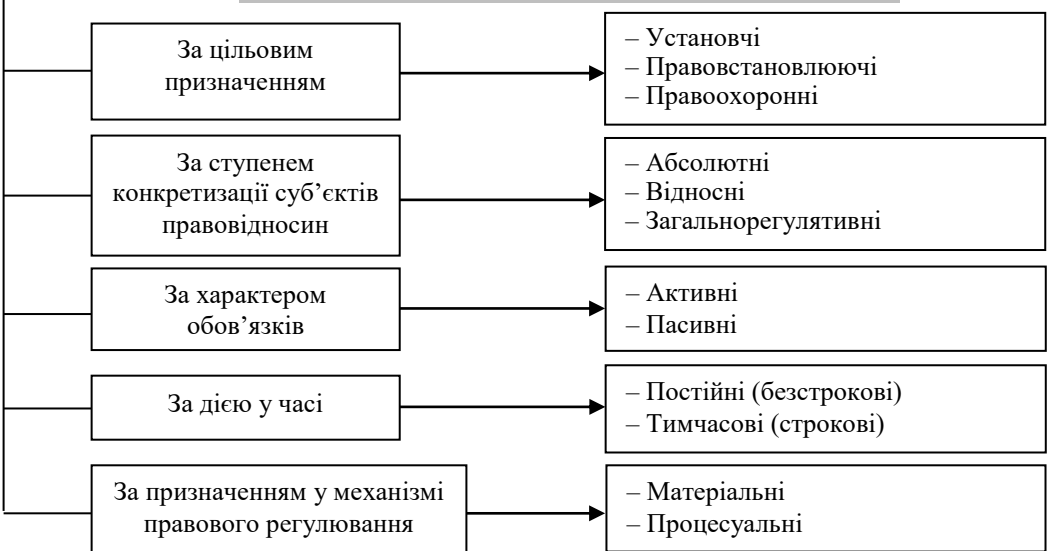 За цільовим
призначенням
– Установчі
– Правовстановлюючі
– Правоохоронні
За ступенем
конкретизації суб’єктів
правовідносин
– Абсолютні
– Відносні
– Загальнорегулятивні
За характером
обов’язків
– Активні
– Пасивні
За дією у часі
– Постійні (безстрокові)
– Тимчасові (строкові)
За призначенням у механізмі
правового регулювання
– Матеріальні
– Процесуальні